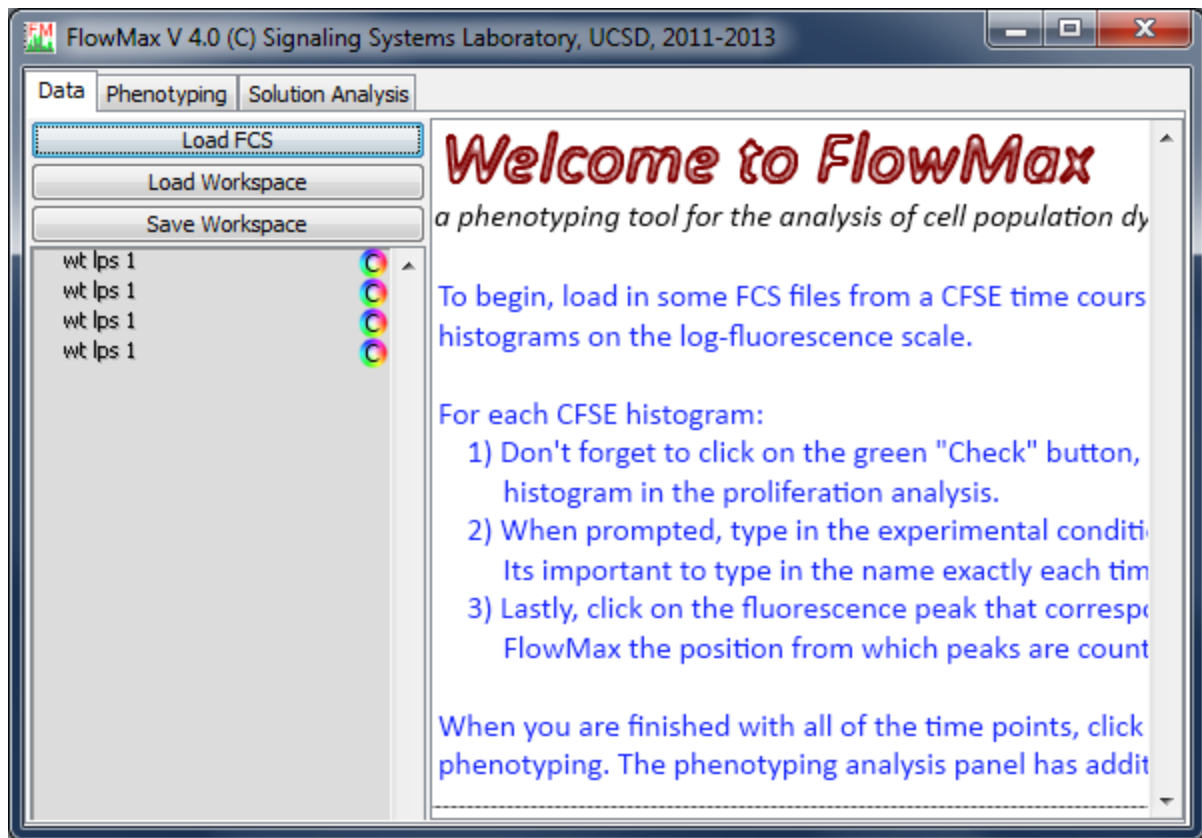 FM FlowMax V 4.0 (C) Signaling Systems Laboratory, UCSD, 2011-2013
Data Phenotyping Solution Analysis
Load FCS
Load Workspace
Save Workspace
wt lps 1 C
wt lps 1 C
wt lps 1 C
wt lps 1 C
Welcome to FlowMax
a phenotyping tool for the analysis of cell population dy
To begin, load in some FCS files from a CFSE time cours
histograms on the log-fluorescence scale.
For each CFSE histogram:
1) Don't forget to click on the green "Check" button,
histogram in the proliferation analysis.
2) When prompted, type in the experimental conditi
Its important to type in the name exactly each tim
3) Lastly, click on the fluorescence peak that correspo
FlowMax the position from which peaks are count
When you are finished with all of the time points, click
phenotyping. The phenotyping analysis panel has addit